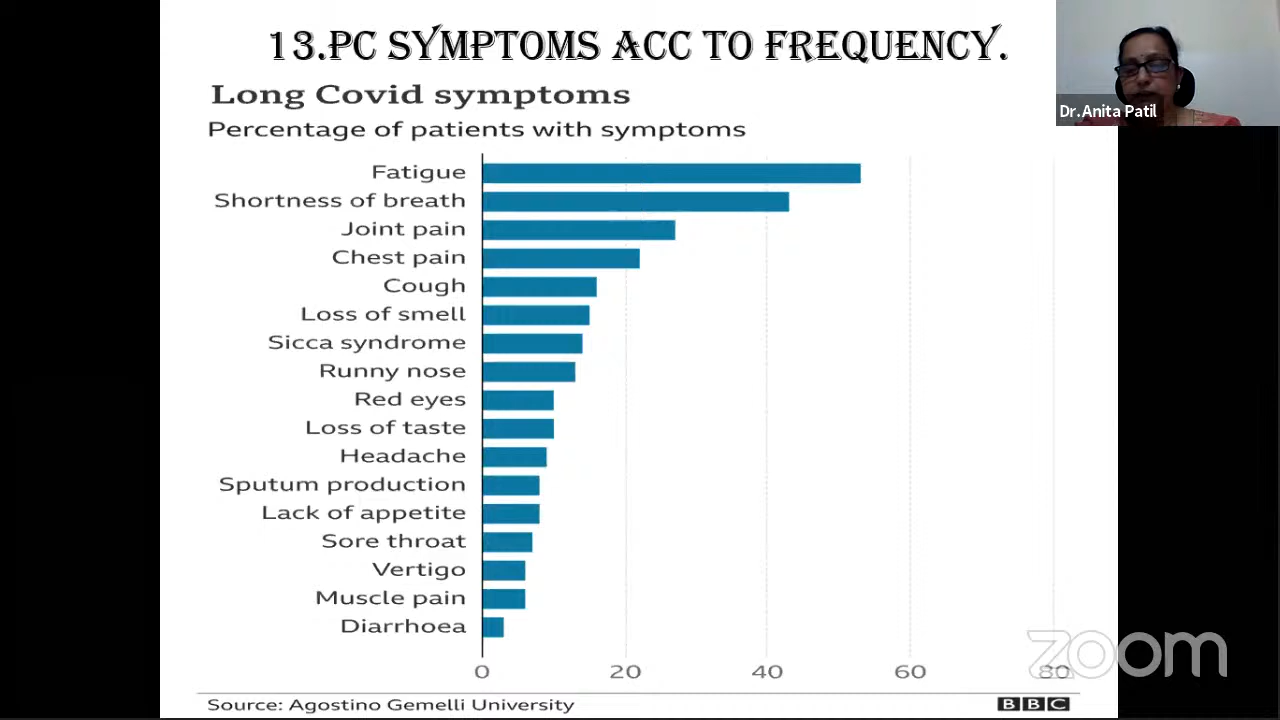 13.PC SYMPTOMS ACC TO FREQUENCY.
Dr.Anita Patil
Long Covid symptoms
Percentage of patients with symptoms
Fatigue
Shortness of breath
Joint pain
Chest pain
Cough
Loss of smell
Sicca syndrome
Runny nose
Red eyes
Loss of taste
Headache
Sputum production
Lack of appetite
Sore throat
Vertigo
Muscle pain
Diarrhoea
0 20 40 60 80
zoom
Source: Agostino Gemelli University BBC